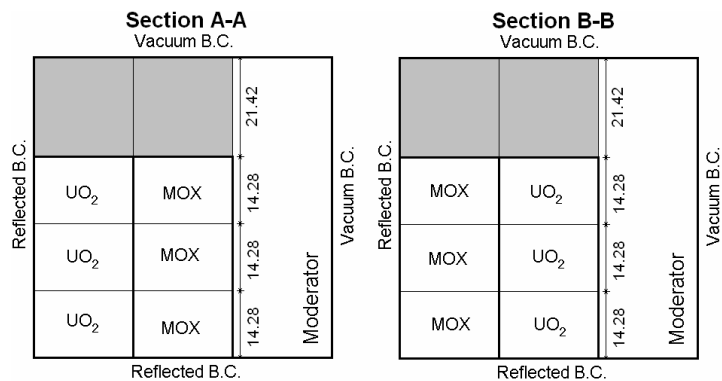 Section A-A
Vacuum B.C.
Reflected B.C.
21.42
UO2 MOX 14.28
UO2 MOX 14.28
UO2 MOX 14.28
Moderator
Vacuum B.C.
Reflected B.C.
Section B-B
Vacuum B.C.
Reflected B.C.
21.42
MOX UO2 14.28
MOX UO2 14.28
MOX UO2 14.28
Moderator
Vacuum B.C.
Reflected B.C.